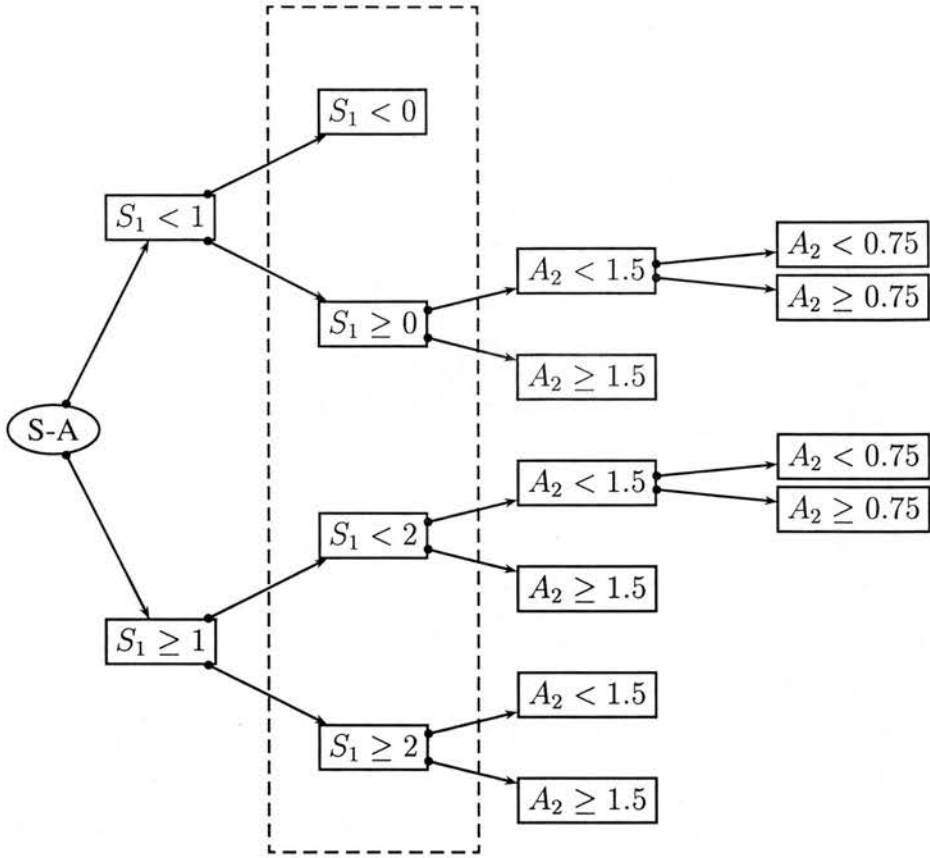 S₁ < 0
S₁ < 1
A₂ < 0.75
A₂ < 1.5
A₂ ≥ 0.75
S₁ ≥ 0
A₂ ≥ 1.5
S-A
A₂ < 0.75
A₂ < 1.5
A₂ ≥ 0.75
S₁ < 2
A₂ ≥ 1.5
S₁ ≥ 1
A₂ < 1.5
S₁ ≥ 2
A₂ ≥ 1.5